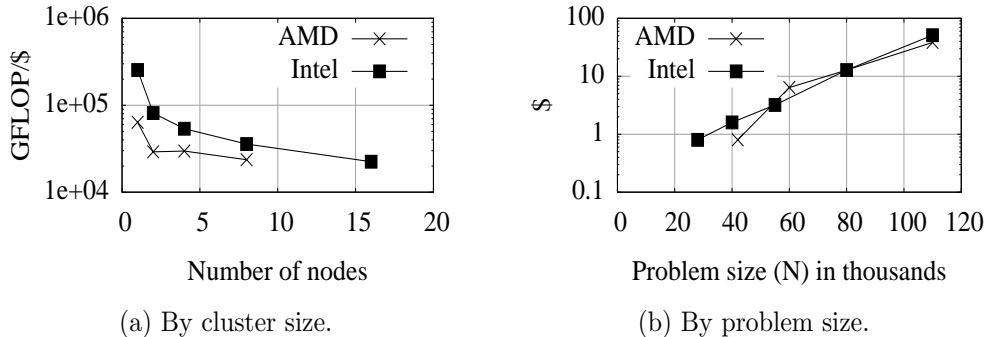 1e+06
1e+05
1e+04
GFLOP/$
AMD
Intel
0 5 10 15 20
Number of nodes
(a) By cluster size.
100
10
1
0.1
$
AMD
Intel
0 20 40 60 80 100 120
Problem size (N) in thousands
(b) By problem size.